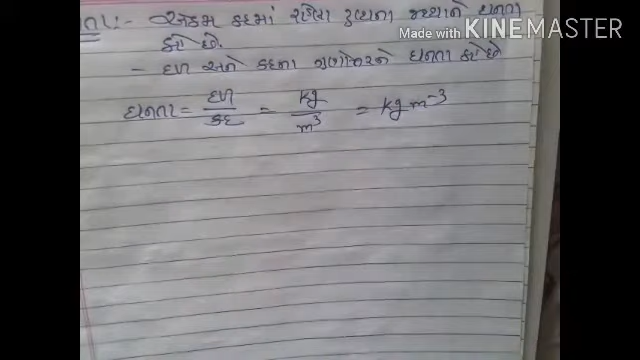 Made with KINEMASTER
ઘનતા :- એકમ કદમાં રહેલા દ્રવ્યના જથ્થાને ઘનતા
કહે છે.
- દળ અને કદના ગુણોત્તરને ઘનતા કહે છે
ઘનતા = દળ/કદ = kg/m³ = kg m⁻³